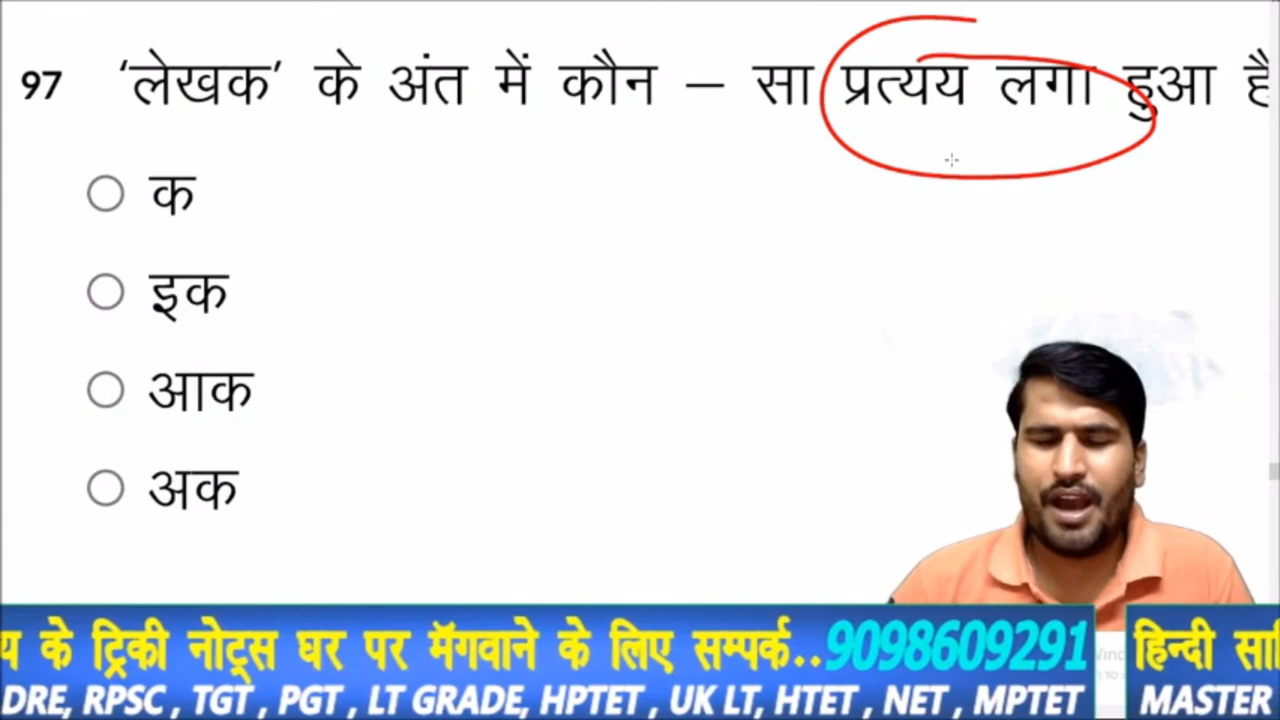 97 ‘लेखक’ के अंत में कौन – सा प्रत्यय लगा हुआ है
क
इक
आक
अक
के ट्रिकी नोट्स घर पर मँगवाने के लिए सम्पर्क..9098609291
हिन्दी
DRE, RPSC , TGT , PGT , LT GRADE, HPTET , UK LT, HTET , NET , MPTET
MASTER